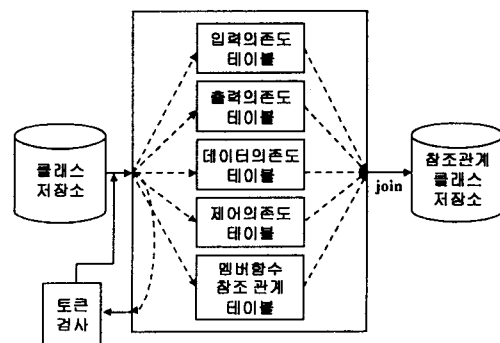 입력의존도
테이블
출력의존도
테이블
데이터의존도
테이블
제어의존도
테이블
멤버함수
참조 관계
테이블
클래스
저장소
토큰
검사
join
참조관계
클래스
저장소